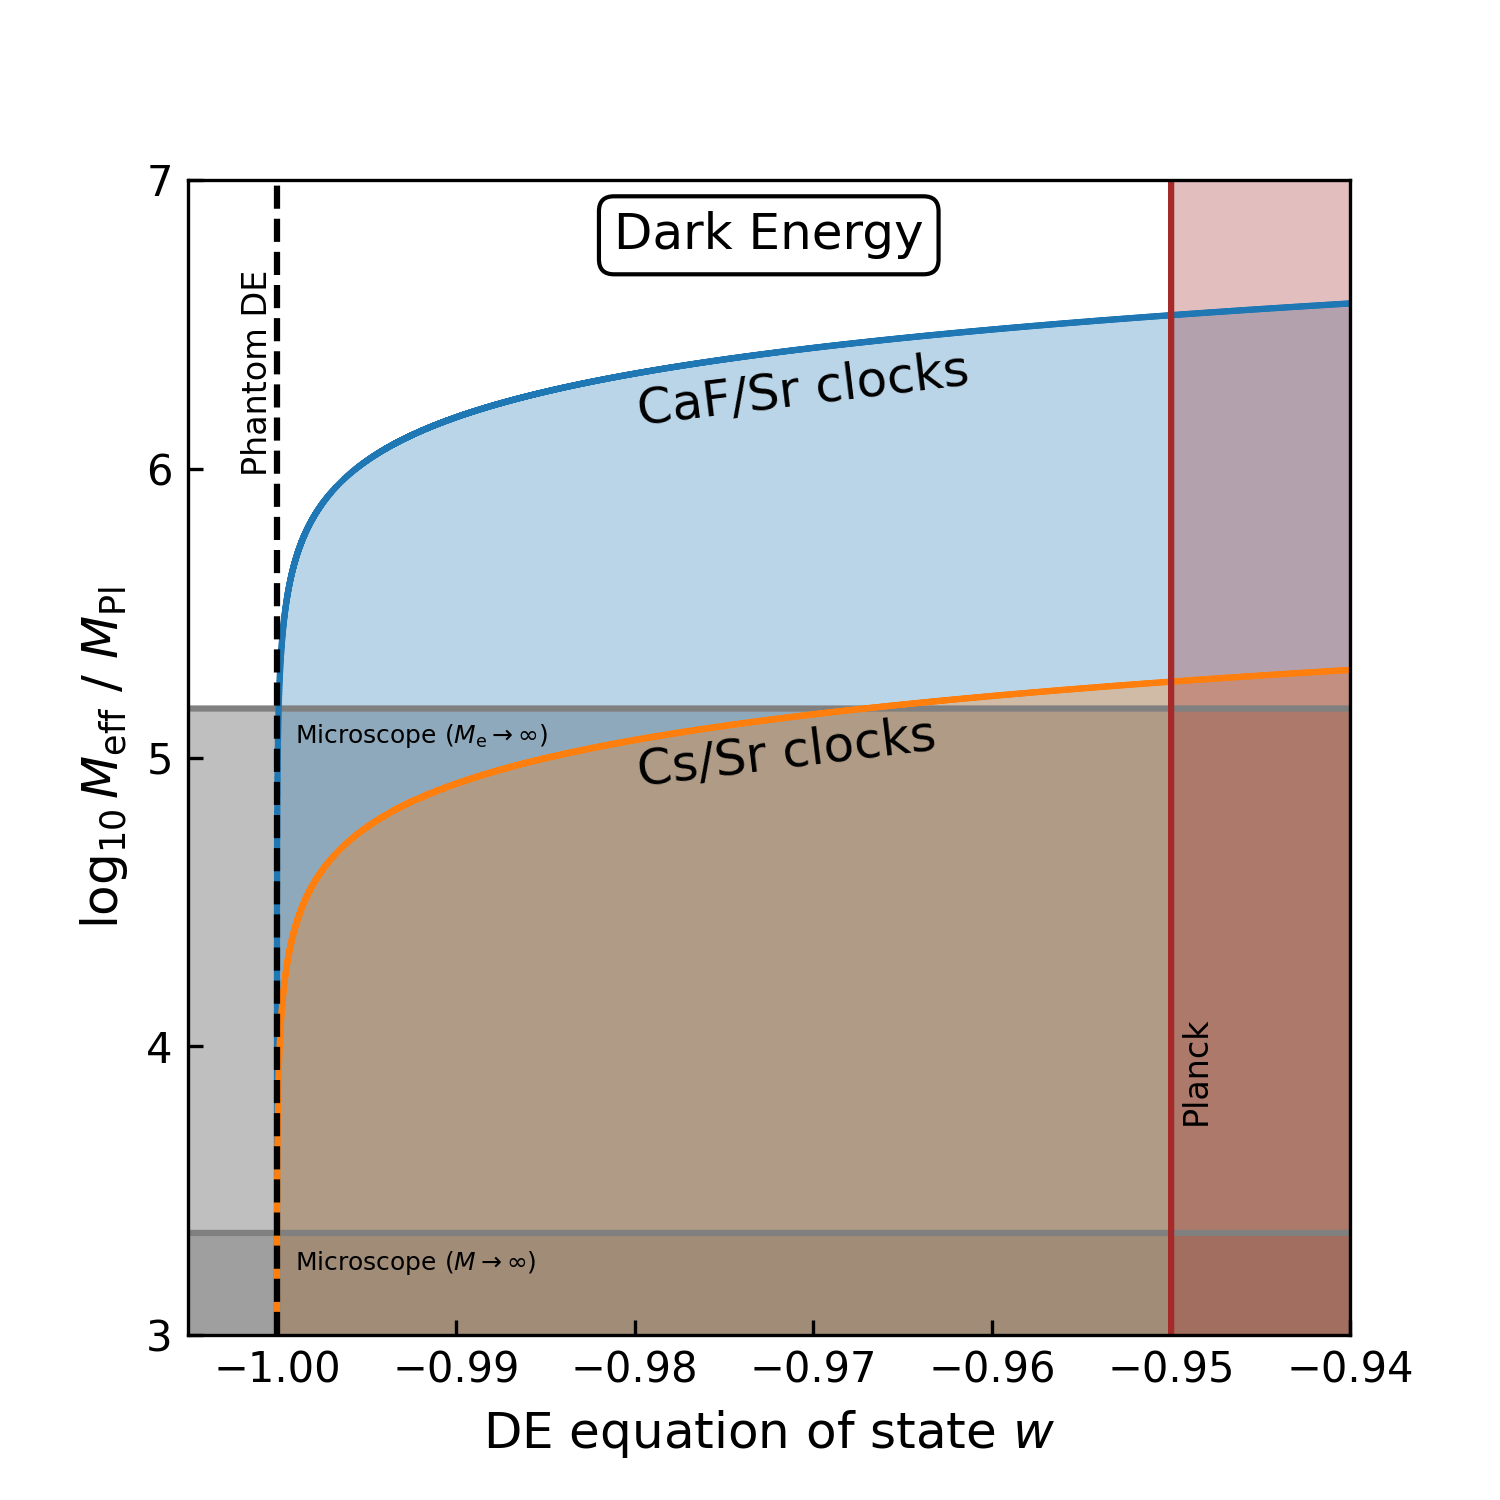 Dark Energy
Phantom DE
CaF/Sr clocks
Microscope (Me → ∞)
Cs/Sr clocks
Planck
Microscope (M → ∞)
log10 Meff / MPl
7
6
5
4
3
−1.00 −0.99 −0.98 −0.97 −0.96 −0.95 −0.94
DE equation of state w